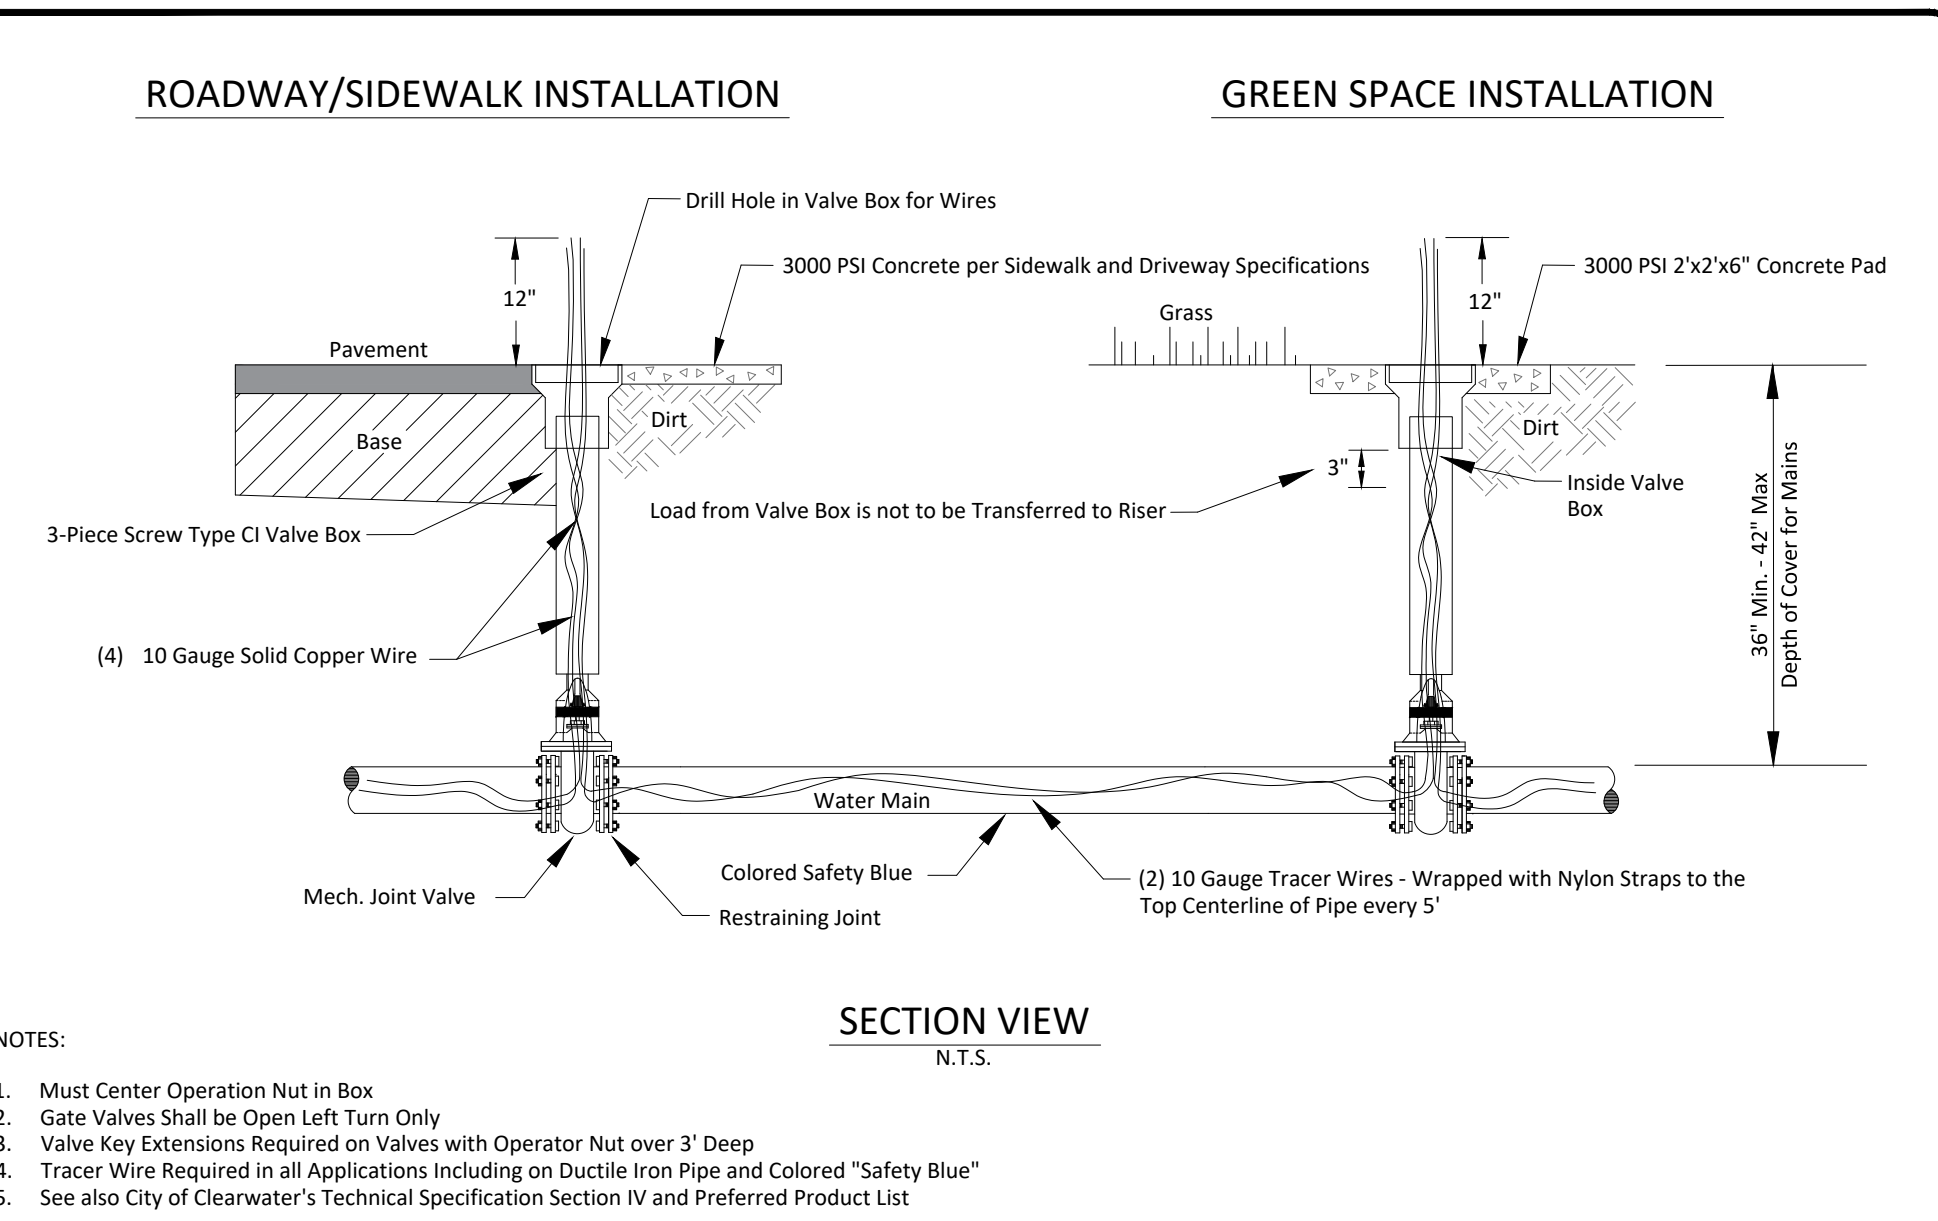 ROADWAY/SIDEWALK INSTALLATION
GREEN SPACE INSTALLATION
Drill Hole in Valve Box for Wires
3000 PSI Concrete per Sidewalk and Driveway Specifications
3000 PSI 2'x2'x6" Concrete Pad
12"
12"
Grass
Pavement
Base
Dirt
Dirt
3"
Inside Valve
Box
Load from Valve Box is not to be Transferred to Riser
3-Piece Screw Type CI Valve Box
36" Min. - 42" Max
Depth of Cover for Mains
(4) 10 Gauge Solid Copper Wire
Water Main
Colored Safety Blue
(2) 10 Gauge Tracer Wires - Wrapped with Nylon Straps to the
Top Centerline of Pipe every 5'
Mech. Joint Valve
Restraining Joint
SECTION VIEW
N.T.S.
NOTES:
1. Must Center Operation Nut in Box
2. Gate Valves Shall be Open Left Turn Only
3. Valve Key Extensions Required on Valves with Operator Nut over 3' Deep
4. Tracer Wire Required in all Applications Including on Ductile Iron Pipe and Colored "Safety Blue"
5. See also City of Clearwater's Technical Specification Section IV and Preferred Product List